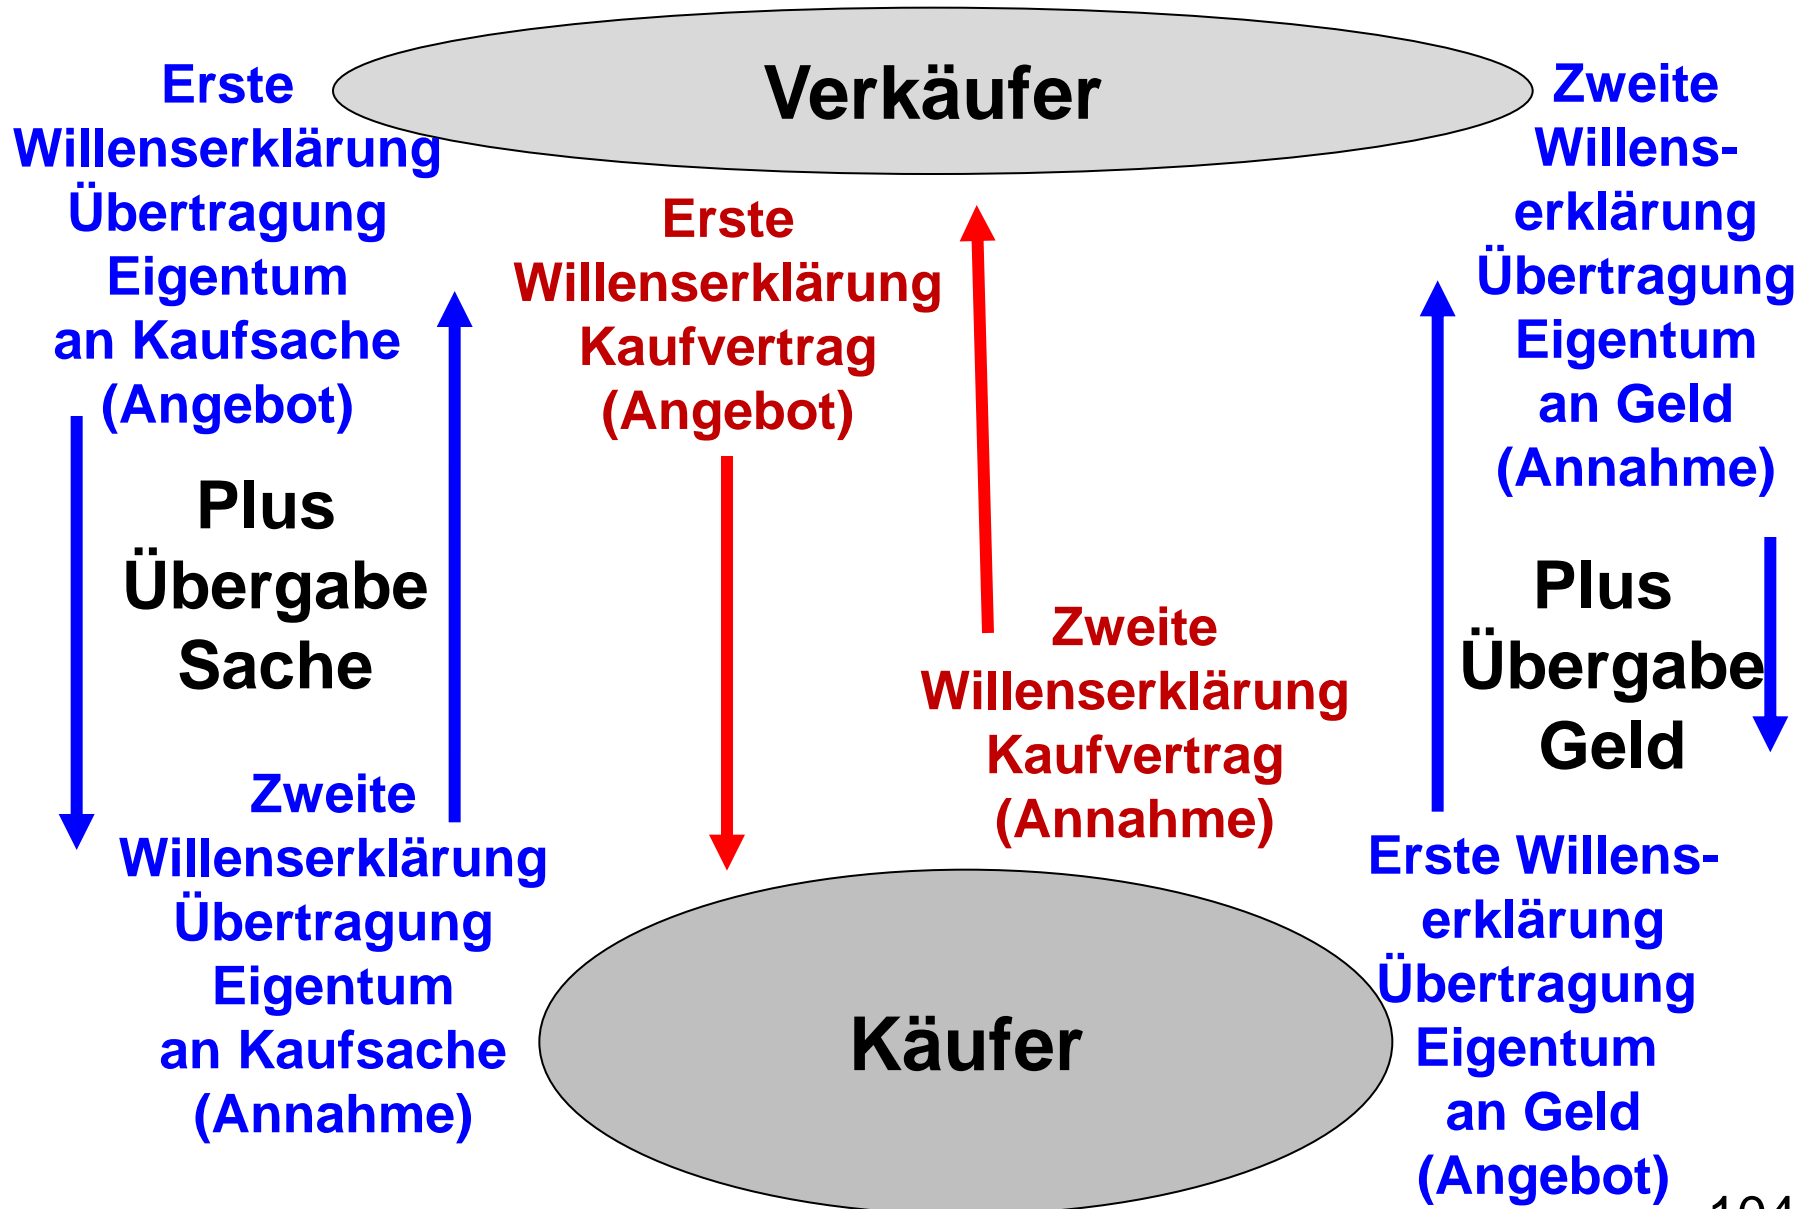 Verkäufer
Erste
Willenserklärung
Übertragung
Eigentum
an Kaufsache
(Angebot)
Plus
Übergabe
Sache
Zweite
Willenserklärung
Übertragung
Eigentum
an Kaufsache
(Annahme)
Erste
Willenserklärung
Kaufvertrag
(Angebot)
Zweite
Willenserklärung
Kaufvertrag
(Annahme)
Zweite
Willens-
erklärung
Übertragung
Eigentum
an Geld
(Annahme)
Plus
Übergabe
Geld
Erste Willens-
erklärung
Übertragung
Eigentum
an Geld
(Angebot)
Käufer